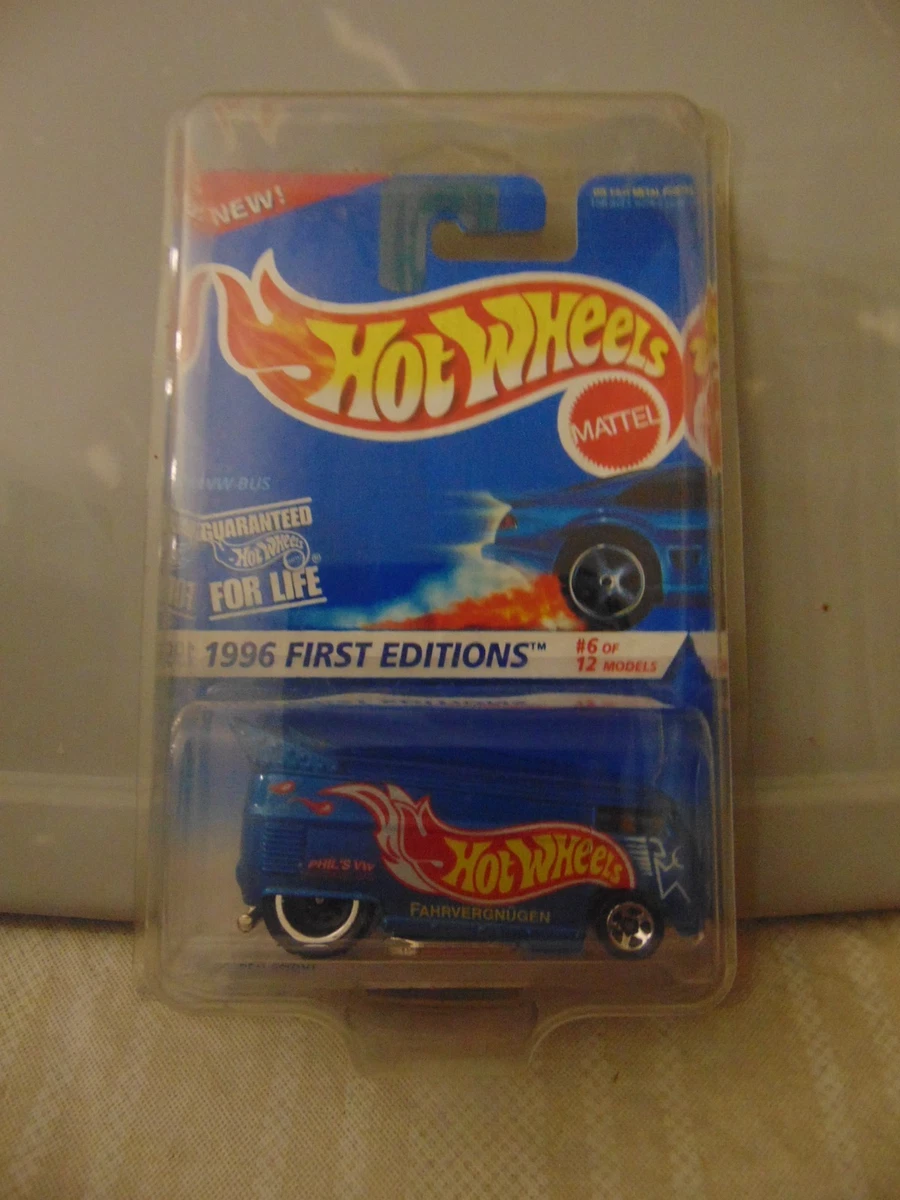 NEW!
HOT WHEELS
MATTEL
VW BUS
GUARANTEED
HOT WHEELS®
FOR LIFE
1996 FIRST EDITIONS™
#6 OF
12 MODELS
HOT WHEELS
PHIL'S VW
FAHRVERGNÜGEN